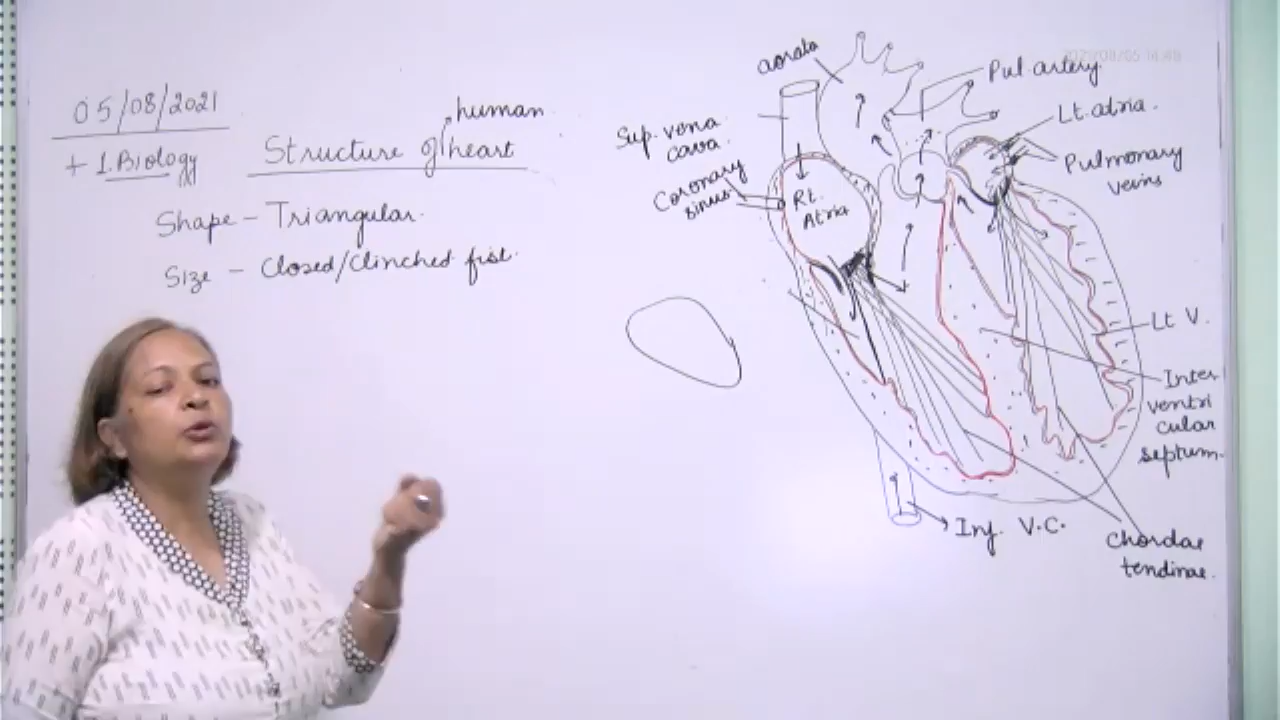 05/08/2021
+ 1. Biology
human
Structure of heart
Shape - Triangular.
Size - Closed/Clinched fist.
aorata
Pul artery
Lt. atria.
Pulmonary
veins
Sup. vena
cava.
Coronary
sinus
Rt.
Atria
Lt V.
Inter
ventri
cular
septum.
Inf. V.C.
Chordae
tendinae.